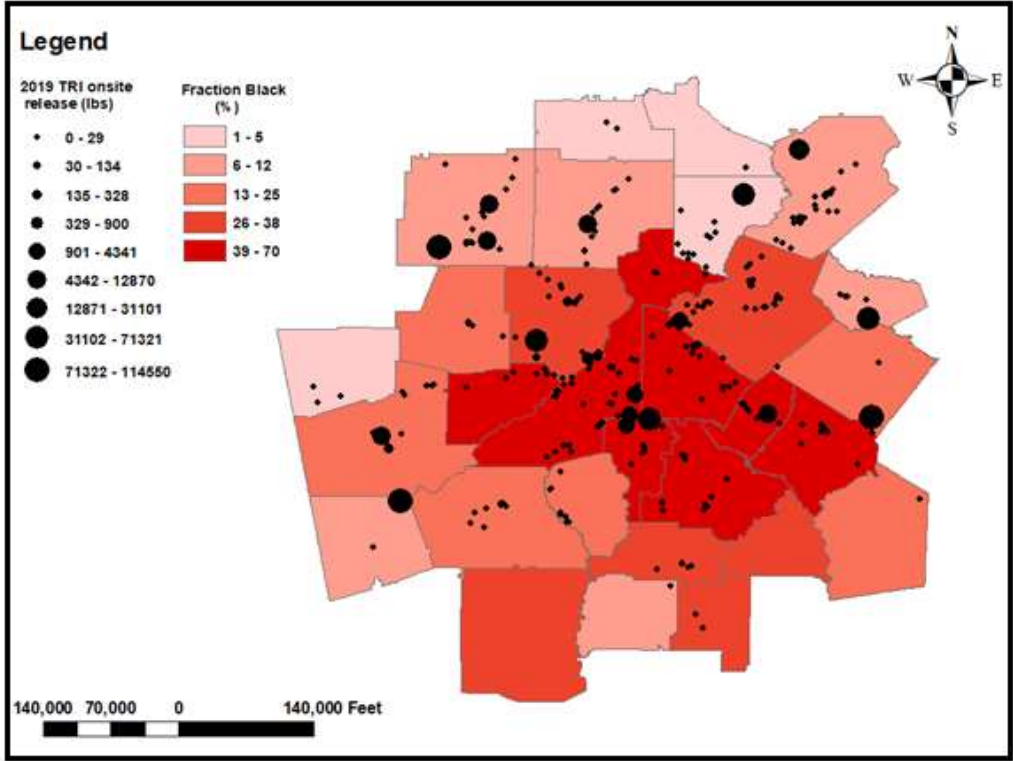 Legend
2019 TRI onsite
release (lbs)
0 - 29
30 - 134
135 - 328
329 - 900
901 - 4341
4342 - 12870
12871 - 31101
31102 - 71321
71322 - 114550
Fraction Black
(%)
1 - 5
6 - 12
13 - 25
26 - 38
39 - 70
N
W E
S
140,000 70,000 0 140,000 Feet